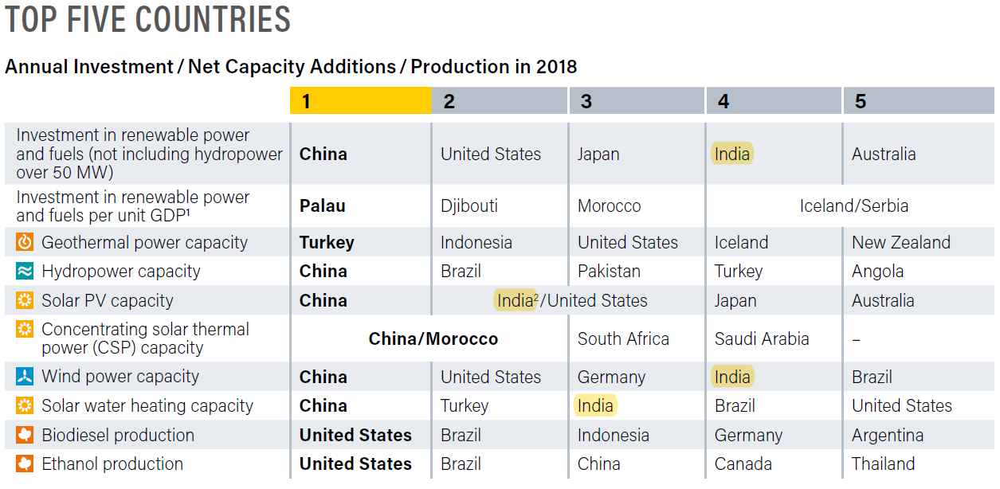 TOP FIVE COUNTRIES
Annual Investment / Net Capacity Additions / Production in 2018
1 2 3 4 5
Investment in renewable power
and fuels (not including hydropower
over 50 MW)
China United States Japan India Australia
Investment in renewable power
and fuels per unit GDP¹
Palau Djibouti Morocco Iceland/Serbia
Geothermal power capacity Turkey Indonesia United States Iceland New Zealand
Hydropower capacity China Brazil Pakistan Turkey Angola
Solar PV capacity China India²/United States Japan Australia
Concentrating solar thermal
power (CSP) capacity
China/Morocco South Africa Saudi Arabia –
Wind power capacity China United States Germany India Brazil
Solar water heating capacity China Turkey India Brazil United States
Biodiesel production United States Brazil Indonesia Germany Argentina
Ethanol production United States Brazil China Canada Thailand